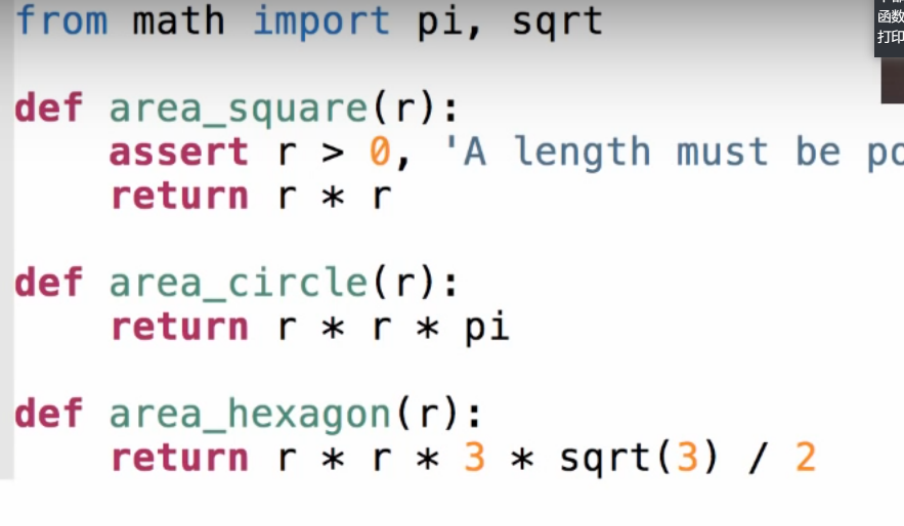 from math import pi, sqrt
函数
打印
def area_square(r):
    assert r > 0, 'A length must be
    return r * r
def area_circle(r):
    return r * r * pi
def area_hexagon(r):
    return r * r * 3 * sqrt(3) / 2